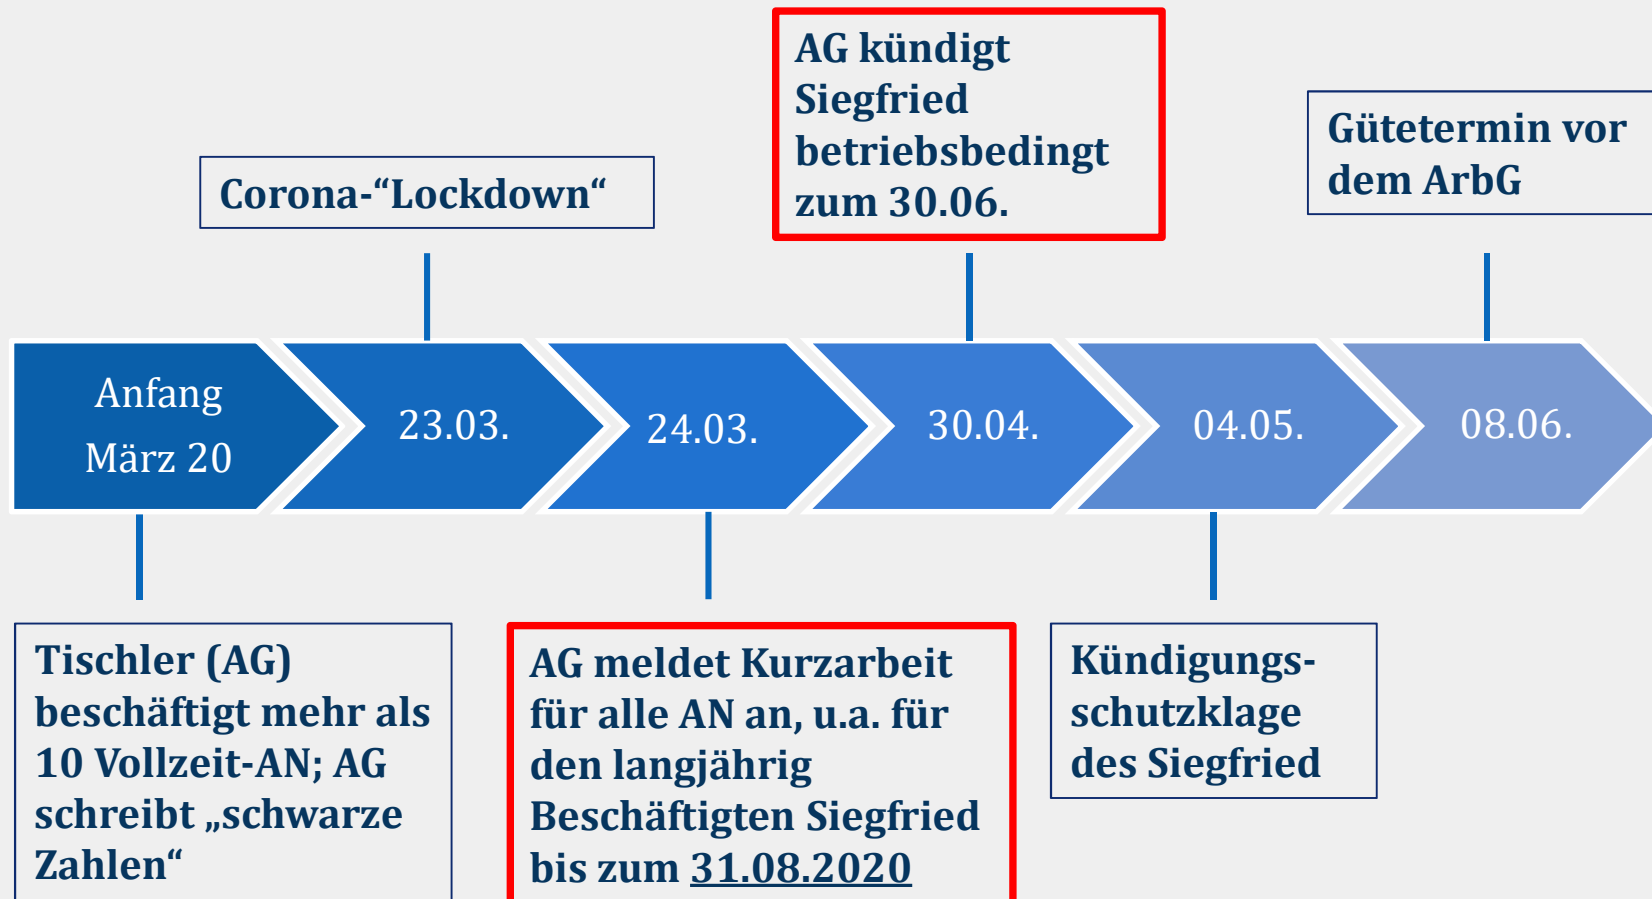 AG kündigt
Siegfried
betriebsbedingt
zum 30.06.
Gütetermin vor
dem ArbG
Corona-“Lockdown“
Anfang
März 20
23.03.
24.03.
30.04.
04.05.
08.06.
Tischler (AG)
beschäftigt mehr als
10 Vollzeit-AN; AG
schreibt „schwarze
Zahlen“
AG meldet Kurzarbeit
für alle AN an, u.a. für
den langjährig
Beschäftigten Siegfried
bis zum 31.08.2020
Kündigungs-
schutzklage
des Siegfried